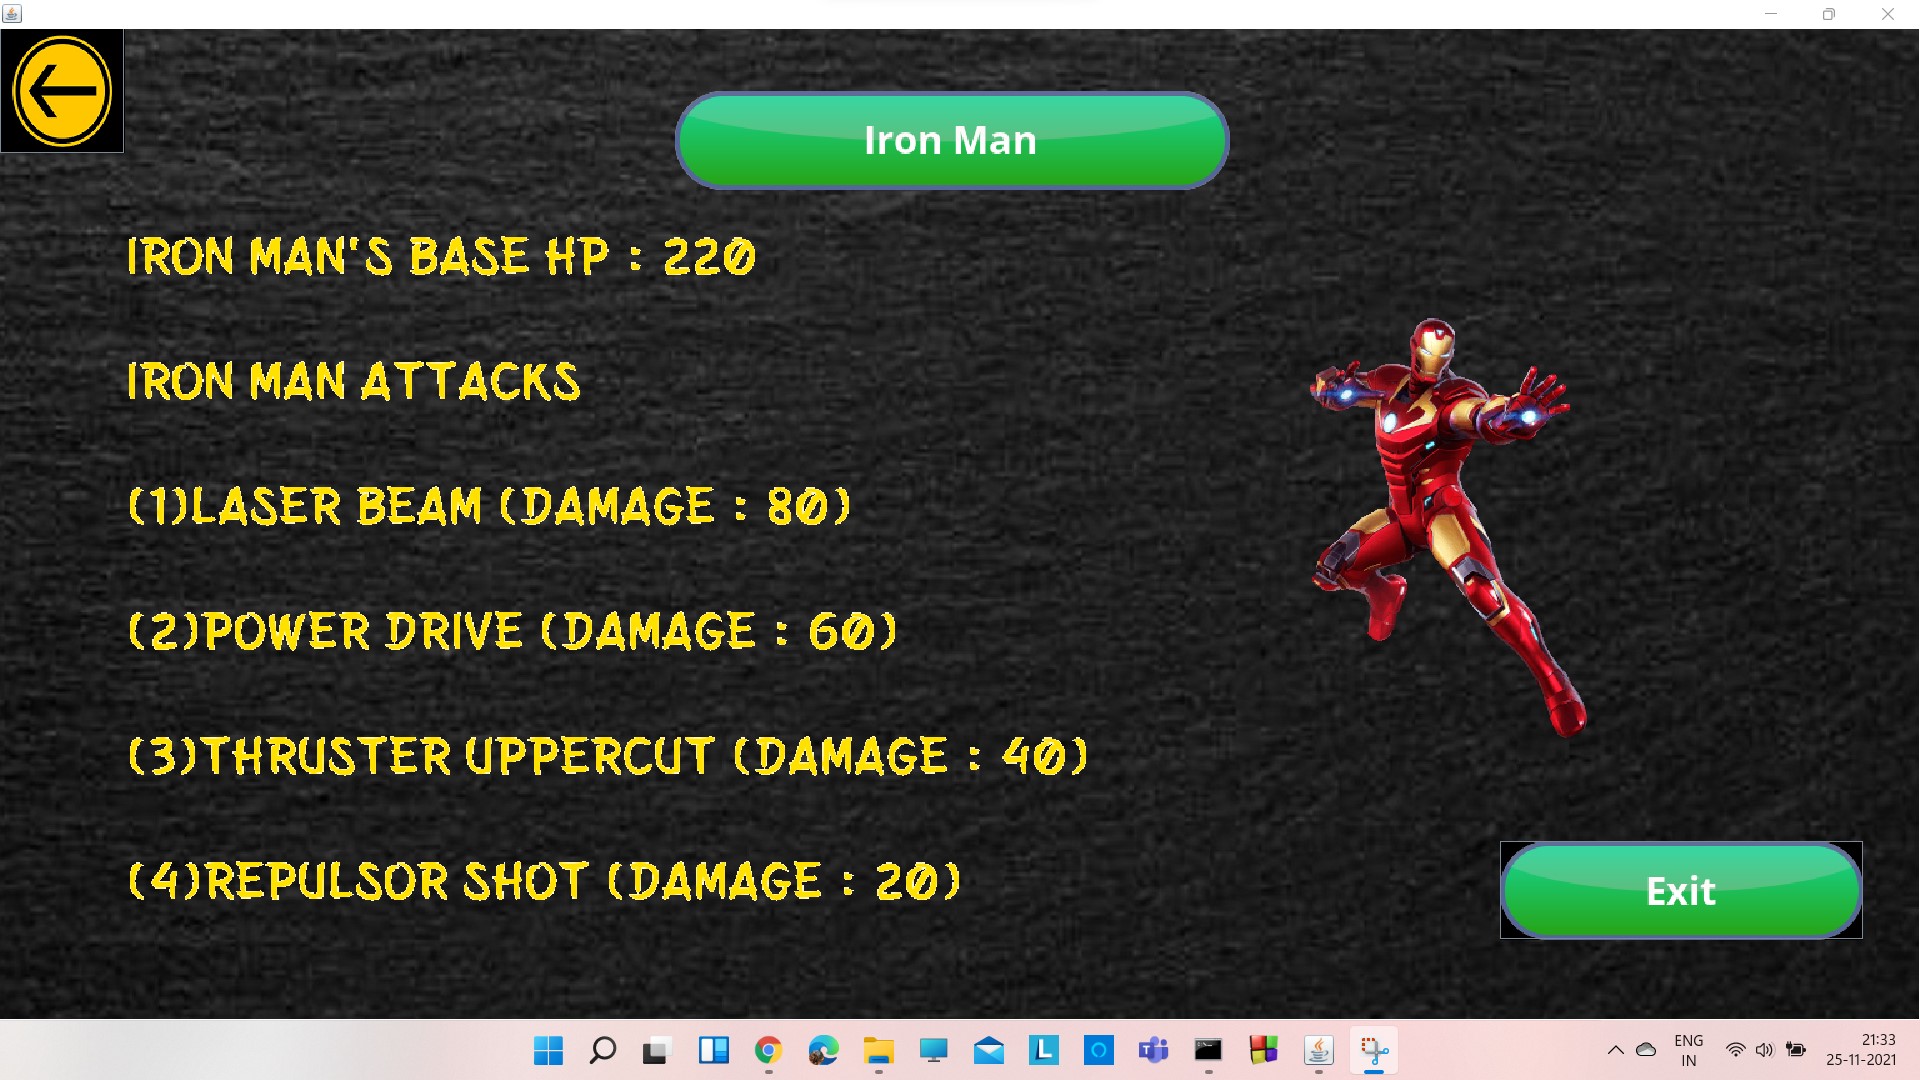 Iron Man
IRON MAN'S BASE HP : 220
IRON MAN ATTACKS
(1)LASER BEAM (DAMAGE : 80)
(2)POWER DRIVE (DAMAGE : 60)
(3)THRUSTER UPPERCUT (DAMAGE : 40)
(4)REPULSOR SHOT (DAMAGE : 20)
Exit
L
T
ENG
IN
21:33
25-11-2021